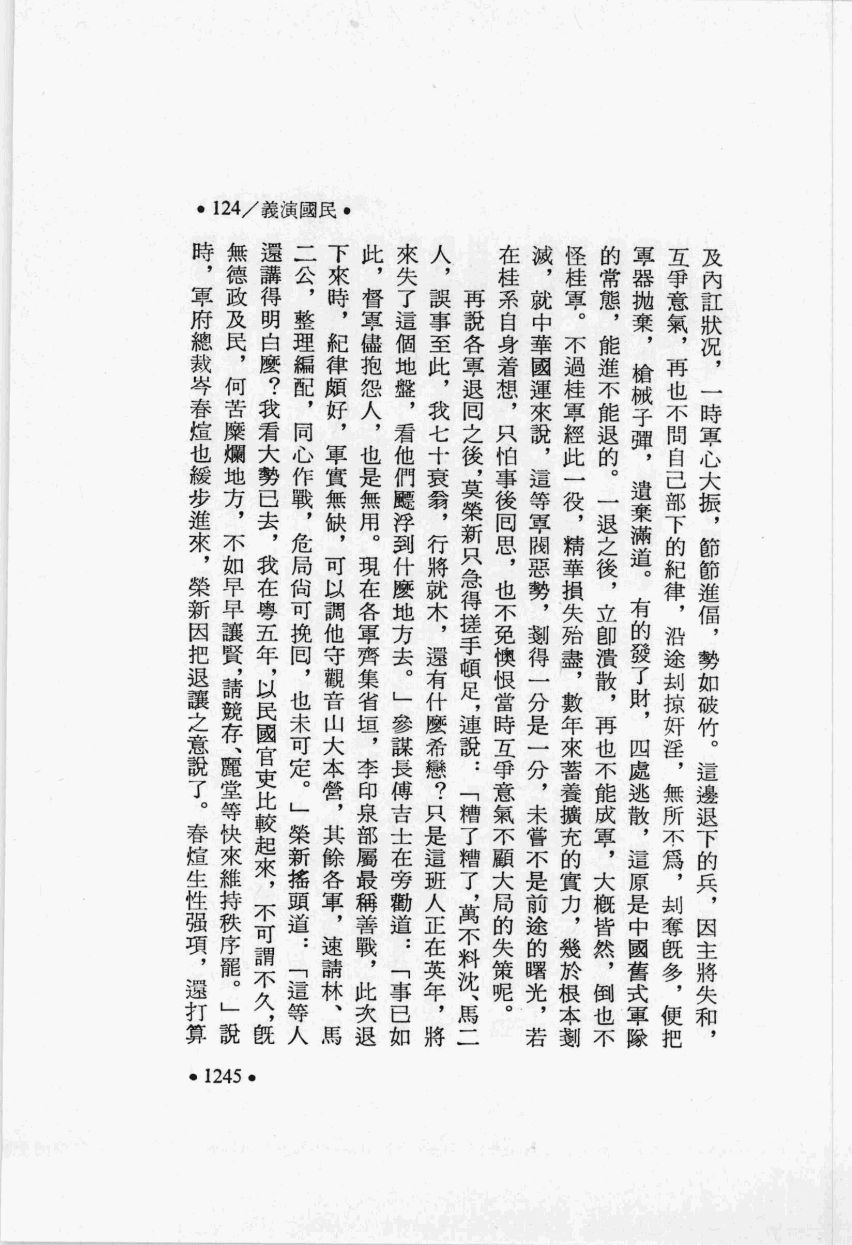 •124／義演國民•
及內訌狀況，一時軍心大振，節節進偪，勢如破竹。這邊退下的兵，因主將失和，
互爭意氣，再也不問自己部下的紀律，沿途刦掠奸淫，無所不爲，刦奪旣多，便把
軍器拋棄，槍械子彈，遺棄滿道。有的發了財，四處逃散，這原是中國舊式軍隊
的常態，能進不能退的。一退之後，立卽潰散，再也不能成軍，大槪皆然，倒也不
怪桂軍。不過桂軍經此一役，精華損失殆盡，數年來蓄養擴充的實力，幾於根本剗
滅，就中華國運來說，這等軍閥惡勢，剗得一分是一分，未嘗不是前途的曙光，若
在桂系自身着想，只怕事後囘思，也不免懊恨當時互爭意氣不顧大局的失策呢。
再說各軍退囘之後，莫榮新只急得搓手頓足，連說：「糟了糟了，萬不料沈、馬二
人，誤事至此，我七十衰翁，行將就木，還有什麼希戀？只是這班人正在英年，將
來失了這個地盤，看他們飄浮到什麼地方去。」參謀長傅吉士在旁勸道：「事已如
此，督軍儘抱怨人，也是無用。現在各軍齊集省垣，李印泉部屬最稱善戰，此次退
下來時，紀律頗好，軍實無缺，可以調他守觀音山大本營，其餘各軍，速請林、馬
二公，整理編配，同心作戰，危局尙可挽囘，也未可定。」榮新搖頭道：「這等人
還講得明白麼？我看大勢已去，我在粵五年，以民國官吏比較起來，不可謂不久，旣
無德政及民，何苦糜爛地方，不如早早讓賢，請競存、麗堂等快來維持秩序罷。」說
時，軍府總裁岑春煊也緩步進來，榮新因把退讓之意說了。春煊生性强項，還打算
•1245•